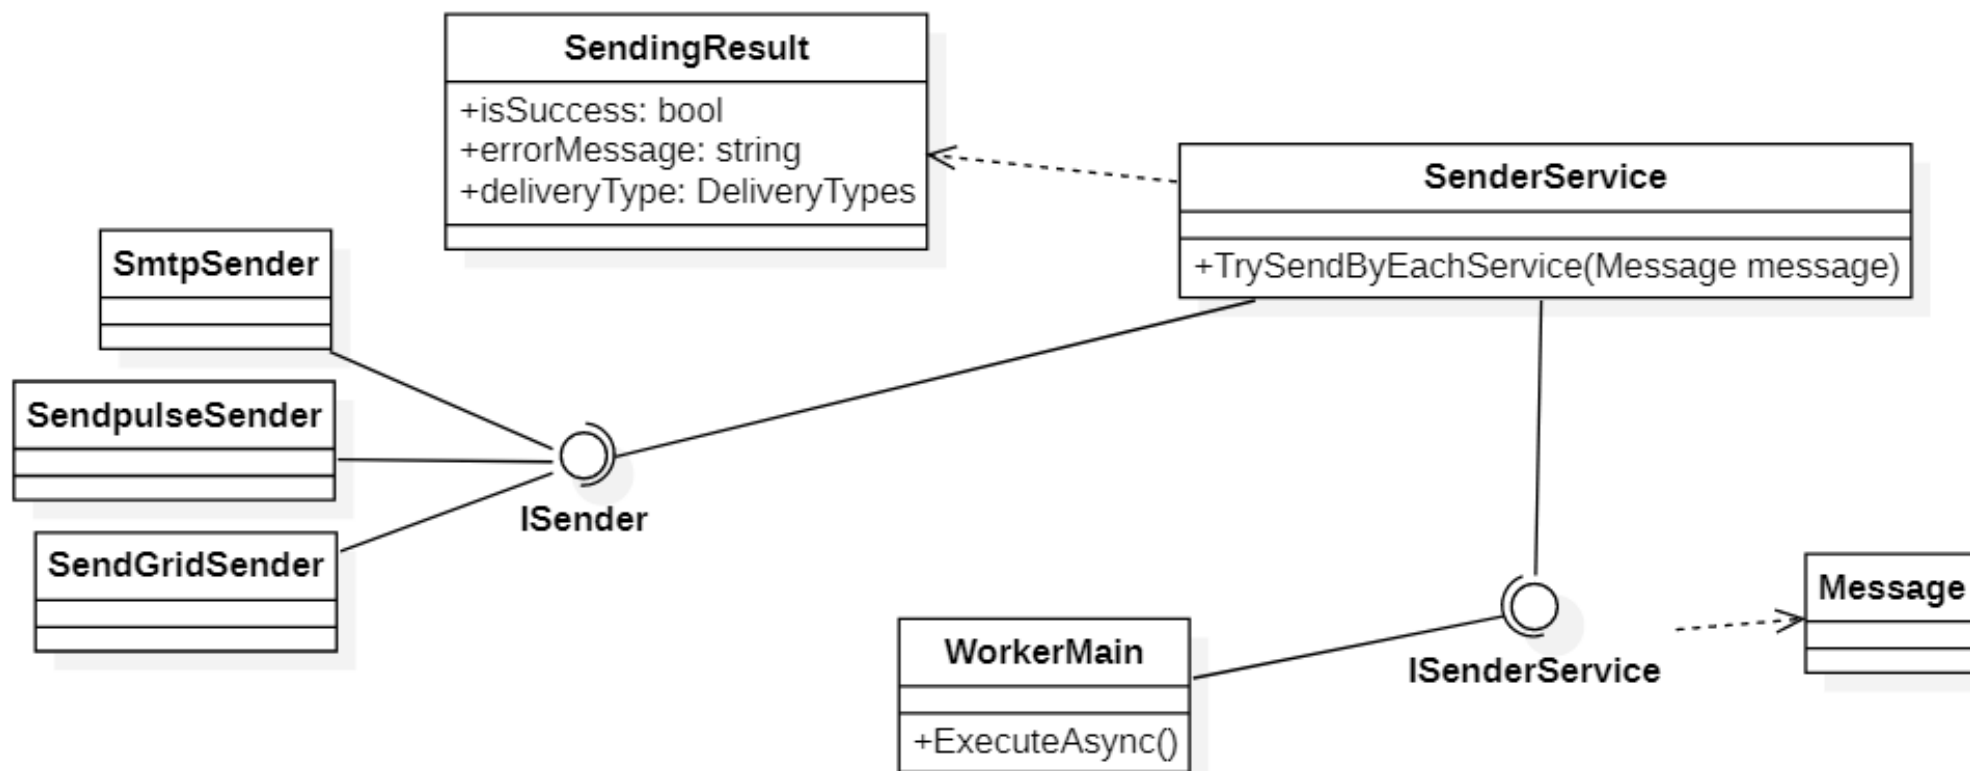 SendingResult
+isSuccess: bool
+errorMessage: string
+deliveryType: DeliveryTypes
SenderService
+TrySendByEachService(Message message)
SmtpSender
SendpulseSender
SendGridSender
ISender
WorkerMain
+ExecuteAsync()
ISenderService
Message